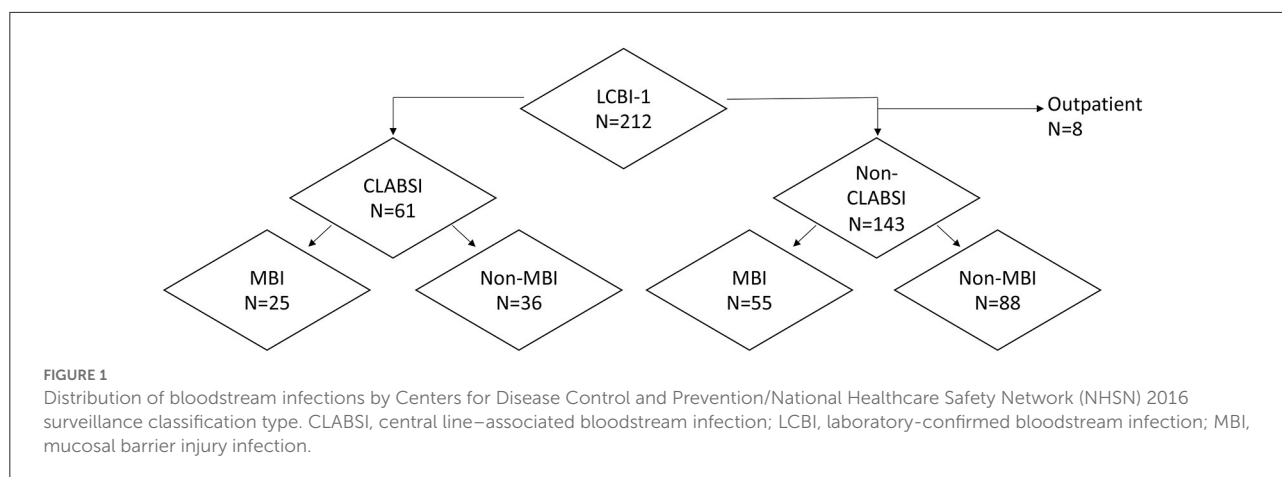 LCBI-1
N=212
Outpatient
N=8
CLABSI
N=61
Non-
CLABSI
N=143
MBI
N=25
Non-MBI
N=36
MBI
N=55
Non-MBI
N=88
FIGURE 1
Distribution of bloodstream infections by Centers for Disease Control and Prevention/National Healthcare Safety Network (NHSN) 2016
surveillance classification type. CLABSI, central line–associated bloodstream infection; LCBI, laboratory-confirmed bloodstream infection; MBI,
mucosal barrier injury infection.